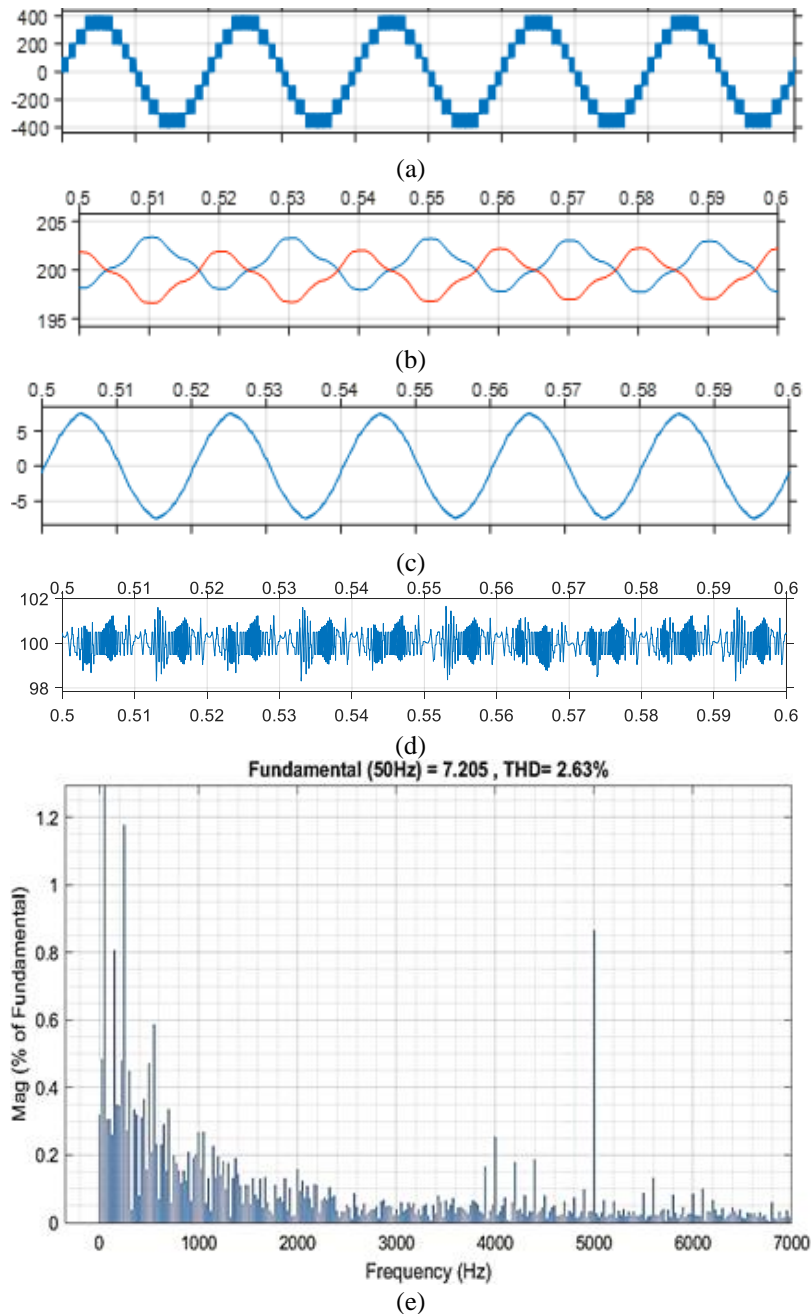 400
200
0
-200
-400
(a)
0.5 0.51 0.52 0.53 0.54 0.55 0.56 0.57 0.58 0.59 0.6
205
200
195
(b)
0.5 0.51 0.52 0.53 0.54 0.55 0.56 0.57 0.58 0.59 0.6
5
0
-5
(c)
0.5 0.51 0.52 0.53 0.54 0.55 0.56 0.57 0.58 0.59 0.6
102
100
98
0.5 0.51 0.52 0.53 0.54 0.55 0.56 0.57 0.58 0.59 0.6
(d)
Fundamental (50Hz) = 7.205 , THD= 2.63%
1.2
1
0.8
0.6
0.4
0.2
0
Mag (% of Fundamental)
0 1000 2000 3000 4000 5000 6000 7000
Frequency (Hz)
(e)